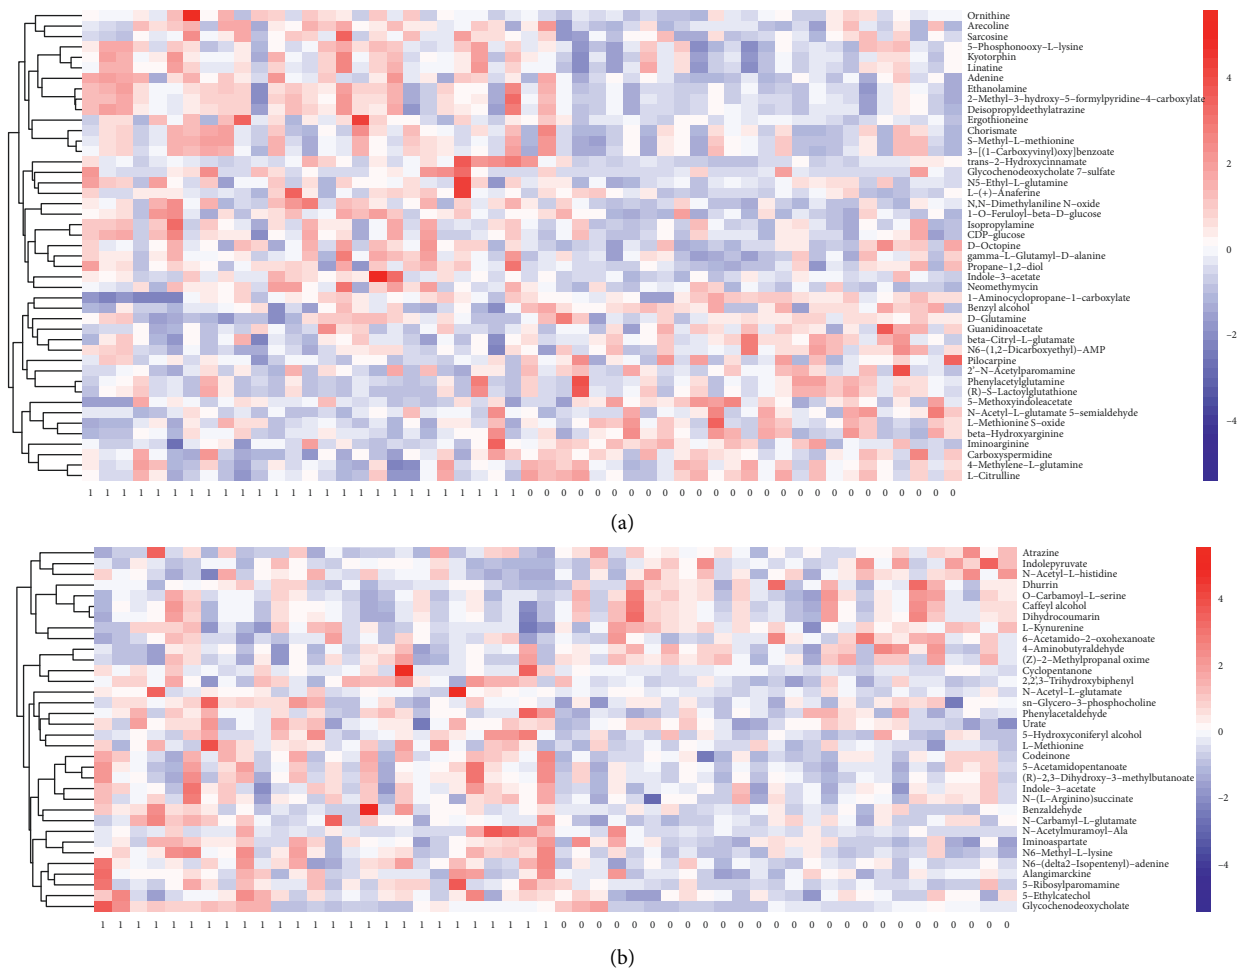 Ornithine
Arecoline
Sarcosine
5–Phosphonooxy–L–lysine
Kyotorphin
Linatine
Adenine
Ethanolamine
2–Methyl–3–hydroxy–5–formylpyridine–4–carboxylate
Deisopropyldeethylatrazine
Ergothioneine
Chorismate
S–Methyl–L–methionine
3–[(1–Carboxyvinyl)oxy]benzoate
trans–2–Hydroxycinnamate
Glycochenodeoxycholate 7–sulfate
N5–Ethyl–L–glutamine
L–(+)–Anaferine
N,N–Dimethylaniline N–oxide
1–O–Feruloyl–beta–D–glucose
Isopropylamine
CDP–glucose
D–Octopine
gamma–L–Glutamyl–D–alanine
Propane–1,2–diol
Indole–3–acetate
Neomethymycin
1–Aminocyclopropane–1–carboxylate
Benzyl alcohol
D–Glutamine
Guanidinoacetate
beta–Citryl–L–glutamate
N6–(1,2–Dicarboxyethyl)–AMP
Pilocarpine
2'–N–Acetylparomamine
Phenylacetylglutamine
(R)–S–Lactoylglutathione
5–Methoxyindoleacetate
N–Acetyl–L–glutamate 5–semialdehyde
L–Methionine S–oxide
beta–Hydroxyarginine
Iminoarginine
Carboxyspermidine
4–Methylene–L–glutamine
L–Citrulline
4
2
0
−2
−4
1 1 1 1 1 1 1 1 1 1 1 1 1 1 1 1 1 1 1 1 1 1 1 1 1 1 0 0 0 0 0 0 0 0 0 0 0 0 0 0 0 0 0 0 0 0 0 0 0 0 0 0
(a)
Atrazine
Indolepyruvate
N–Acetyl–L–histidine
Dhurrin
O–Carbamoyl–L–serine
Caffeyl alcohol
Dihydrocoumarin
L–Kynurenine
6–Acetamido–2–oxohexanoate
4–Aminobutyraldehyde
(Z)–2–Methylpropanal oxime
Cyclopentanone
2,2',3–Trihydroxybiphenyl
N–Acetyl–L–glutamate
sn–Glycero–3–phosphocholine
Phenylacetaldehyde
Urate
5–Hydroxyconiferyl alcohol
L–Methionine
Codeinone
5–Acetamidopentanoate
(R)–2,3–Dihydroxy–3–methylbutanoate
Indole–3–acetate
N–(L–Arginino)succinate
Benzaldehyde
N–Carbamyl–L–glutamate
N–Acetylmuramoyl–Ala
Iminoaspartate
N6–Methyl–L–lysine
N6–(delta2–Isopentenyl)–adenine
Alangimarckine
5–Ribosylparomamine
5–Ethylcatechol
Glycochenodeoxycholate
4
2
0
−2
−4
1 1 1 1 1 1 1 1 1 1 1 1 1 1 1 1 1 1 1 1 1 1 1 1 1 1 0 0 0 0 0 0 0 0 0 0 0 0 0 0 0 0 0 0 0 0 0 0 0 0 0 0
(b)